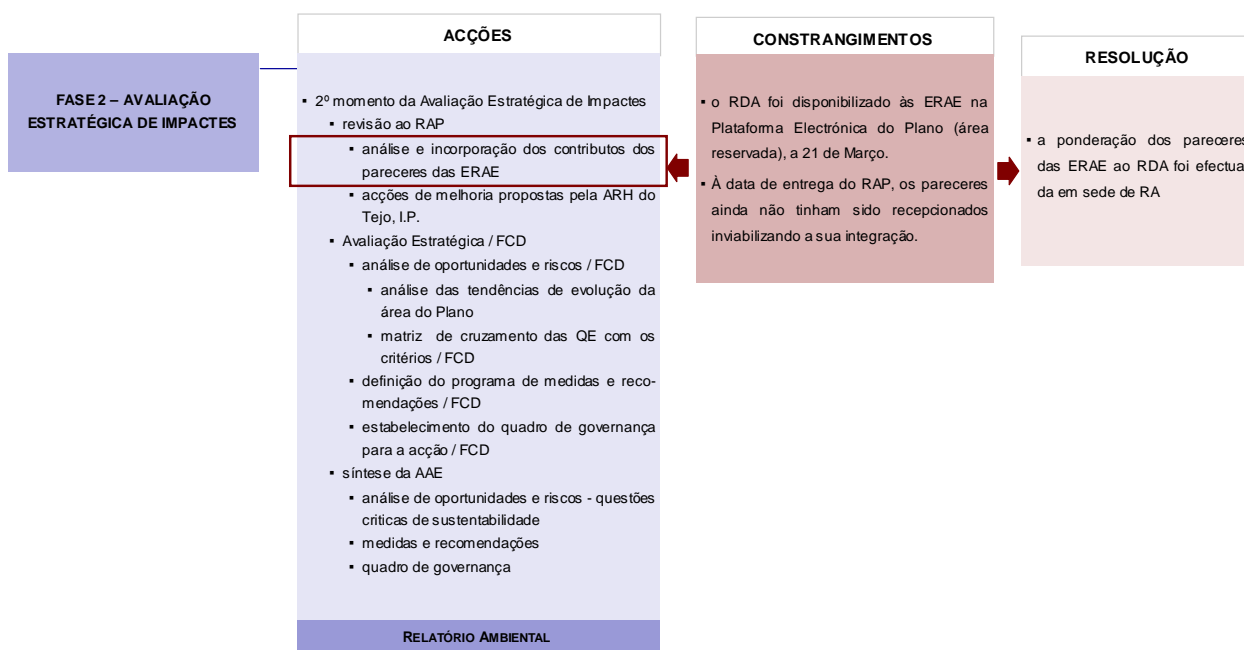 FASE 2 – AVALIAÇÃO
ESTRATÉGICA DE IMPACTES
ACÇÕES
▪ 2º momento da Avaliação Estratégica de Impactes
▪ revisão ao RAP
▪ análise e incorporação dos contributos dos
pareceres das ERAE
▪ acções de melhoria propostas pela ARH do
Tejo, I.P.
▪ Avaliação Estratégica / FCD
▪ análise de oportunidades e riscos / FCD
▪ análise das tendências de evolução da
área do Plano
▪ matriz de cruzamento das QE com os
critérios / FCD
▪ definição do programa de medidas e reco-
mendações / FCD
▪ estabelecimento do quadro de governança
para a acção / FCD
▪ síntese da AAE
▪ análise de oportunidades e riscos - questões
criticas de sustentabilidade
▪ medidas e recomendações
▪ quadro de governança
RELATÓRIO AMBIENTAL
CONSTRANGIMENTOS
▪ o RDA foi disponibilizado às ERAE na
Plataforma Electrónica do Plano (área
reservada), a 21 de Março.
▪ À data de entrega do RAP, os pareceres
ainda não tinham sido recepcionados
inviabilizando a sua integração.
RESOLUÇÃO
▪ a ponderação dos pareceres
das ERAE ao RDA foi efectua-
da em sede de RA